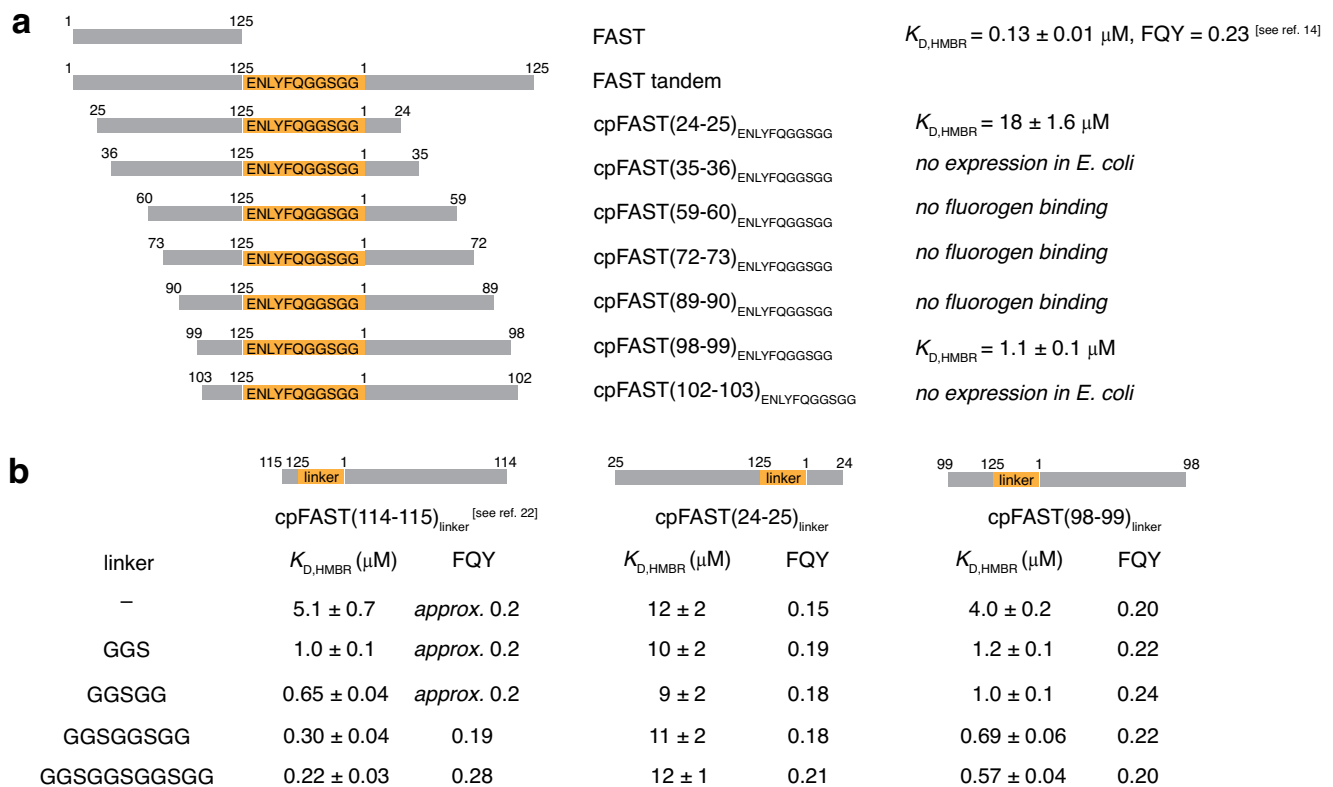 a
1 125
FAST K_D,HMBR = 0.13 ± 0.01 µM, FQY = 0.23 [see ref. 14]
1 125 1 125
ENLYFQGGSGG
FAST tandem
25 125 1 24
ENLYFQGGSGG
cpFAST(24-25)ENLYFQGGSGG K_D,HMBR = 18 ± 1.6 µM
36 125 1 35
ENLYFQGGSGG
cpFAST(35-36)ENLYFQGGSGG no expression in E. coli
60 125 1 59
ENLYFQGGSGG
cpFAST(59-60)ENLYFQGGSGG no fluorogen binding
73 125 1 72
ENLYFQGGSGG
cpFAST(72-73)ENLYFQGGSGG no fluorogen binding
90 125 1 89
ENLYFQGGSGG
cpFAST(89-90)ENLYFQGGSGG no fluorogen binding
99 125 1 98
ENLYFQGGSGG
cpFAST(98-99)ENLYFQGGSGG K_D,HMBR = 1.1 ± 0.1 µM
103 125 1 102
ENLYFQGGSGG
cpFAST(102-103)ENLYFQGGSGG no expression in E. coli
b
115 125 1 114 25 125 1 24 99 125 1 98
linker linker linker
cpFAST(114-115)linker [see ref. 22] cpFAST(24-25)linker cpFAST(98-99)linker
linker K_D,HMBR (µM) FQY K_D,HMBR (µM) FQY K_D,HMBR (µM) FQY
– 5.1 ± 0.7 approx. 0.2 12 ± 2 0.15 4.0 ± 0.2 0.20
GGS 1.0 ± 0.1 approx. 0.2 10 ± 2 0.19 1.2 ± 0.1 0.22
GGSGG 0.65 ± 0.04 approx. 0.2 9 ± 2 0.18 1.0 ± 0.1 0.24
GGSGGSGG 0.30 ± 0.04 0.19 11 ± 2 0.18 0.69 ± 0.06 0.22
GGSGGSGGSGG 0.22 ± 0.03 0.28 12 ± 1 0.21 0.57 ± 0.04 0.20